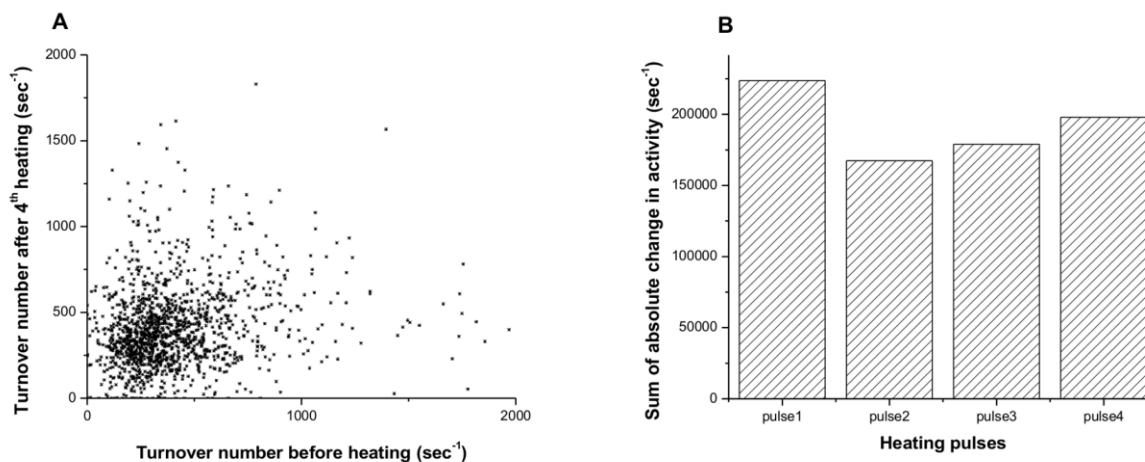 A
Turnover number after 4th heating (sec-1)
2000
1500
1000
500
0
0
1000
2000
Turnover number before heating (sec-1)
B
Sum of absolute change in activity (sec-1)
200000
150000
100000
50000
0
pulse1
pulse2
pulse3
pulse4
Heating pulses